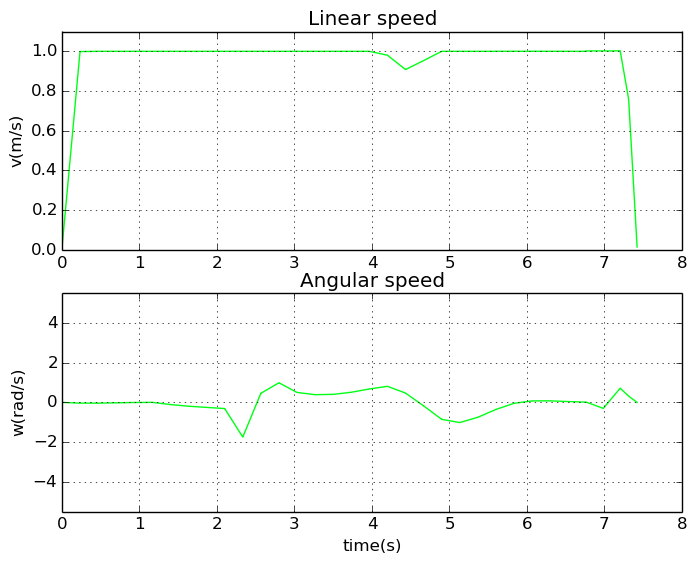 Linear speed
1.0
0.8
0.6
0.4
0.2
0.0
v(m/s)
0 1 2 3 4 5 6 7 8
Angular speed
4
2
0
−2
−4
w(rad/s)
0 1 2 3 4 5 6 7 8
time(s)